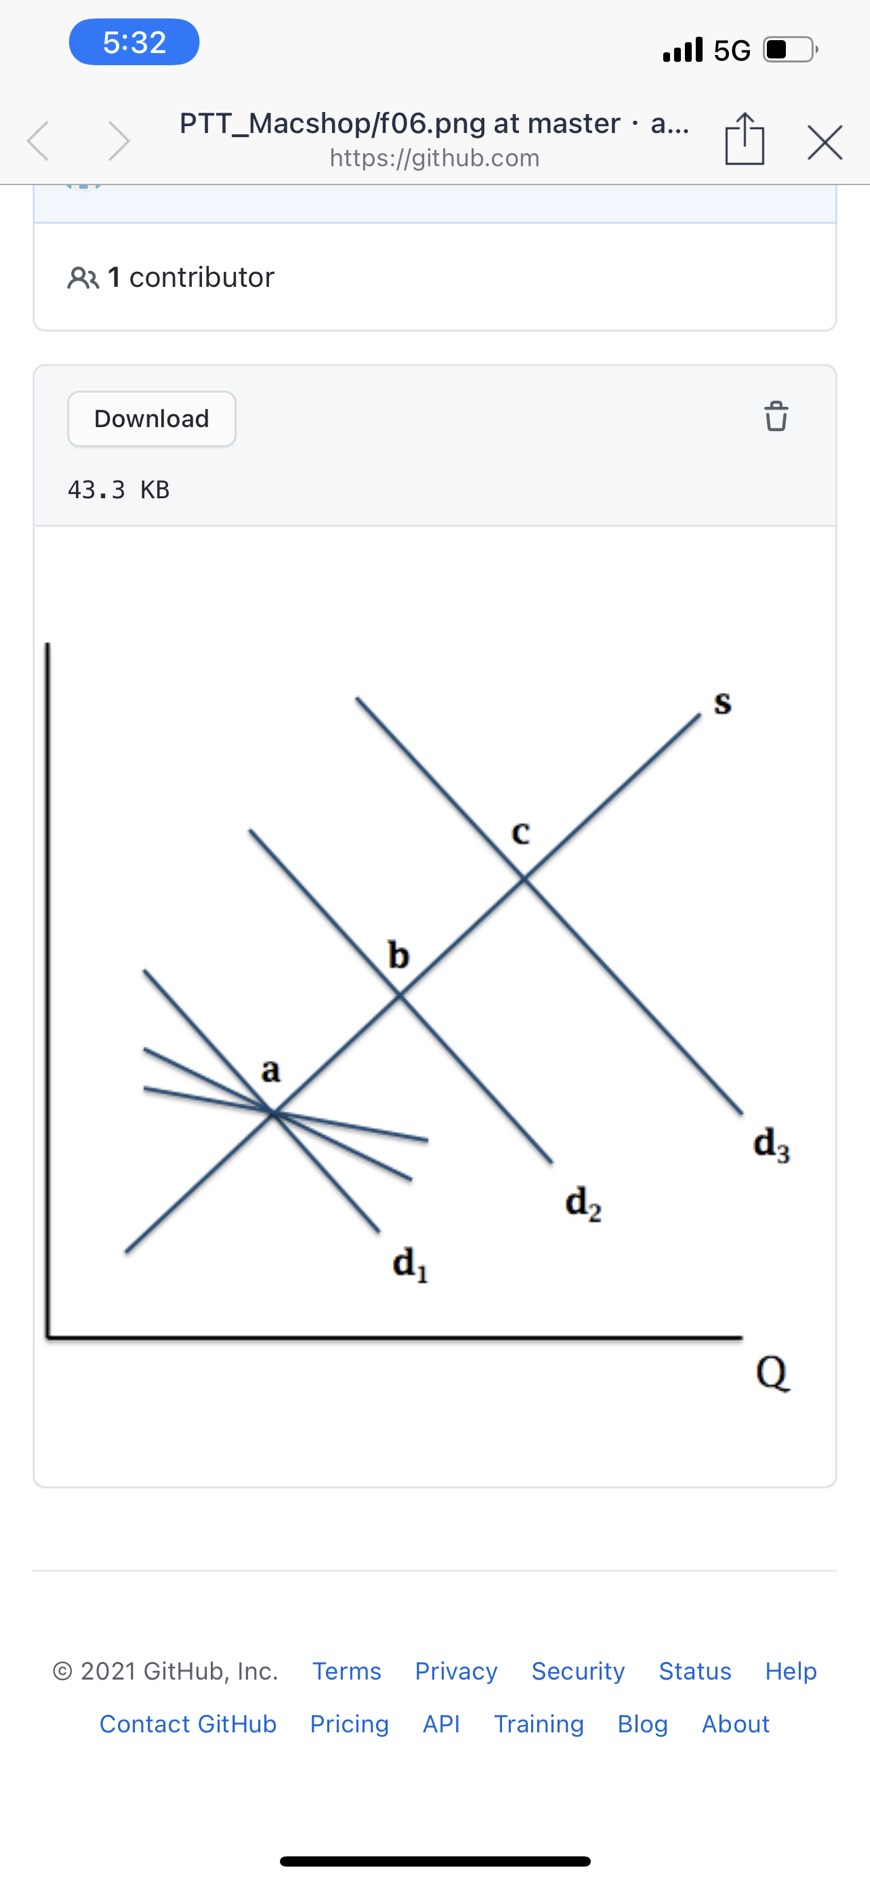 5:32
5G
PTT_Macshop/f06.png at master · a...
https://github.com
1 contributor
Download
43.3 KB
s
c
b
a
d3
d2
d1
Q
© 2021 GitHub, Inc. Terms Privacy Security Status Help
Contact GitHub Pricing API Training Blog About